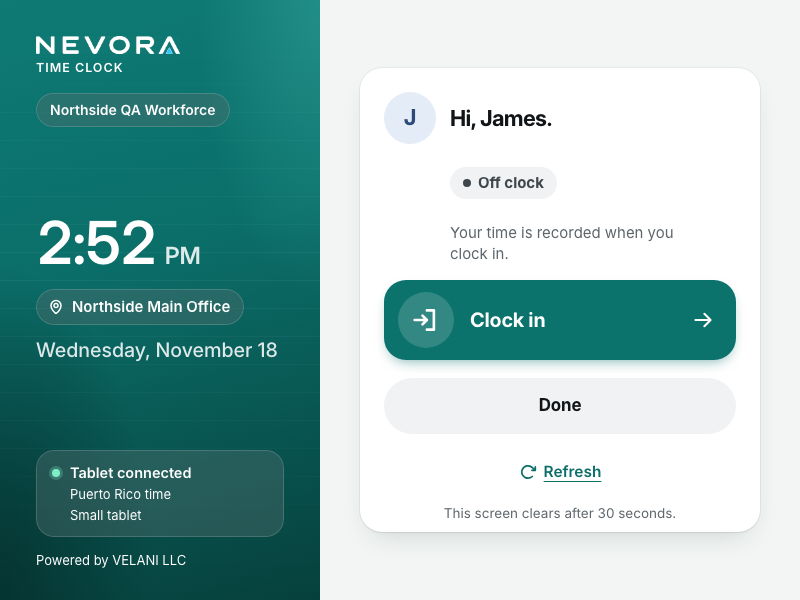 NEVORA
TIME CLOCK
Northside QA Workforce
2:52 PM
Northside Main Office
Wednesday, November 18
Tablet connected
Puerto Rico time
Small tablet
Powered by VELANI LLC
J
Hi, James.
Off clock
Your time is recorded when you
clock in.
Clock in
Done
Refresh
This screen clears after 30 seconds.